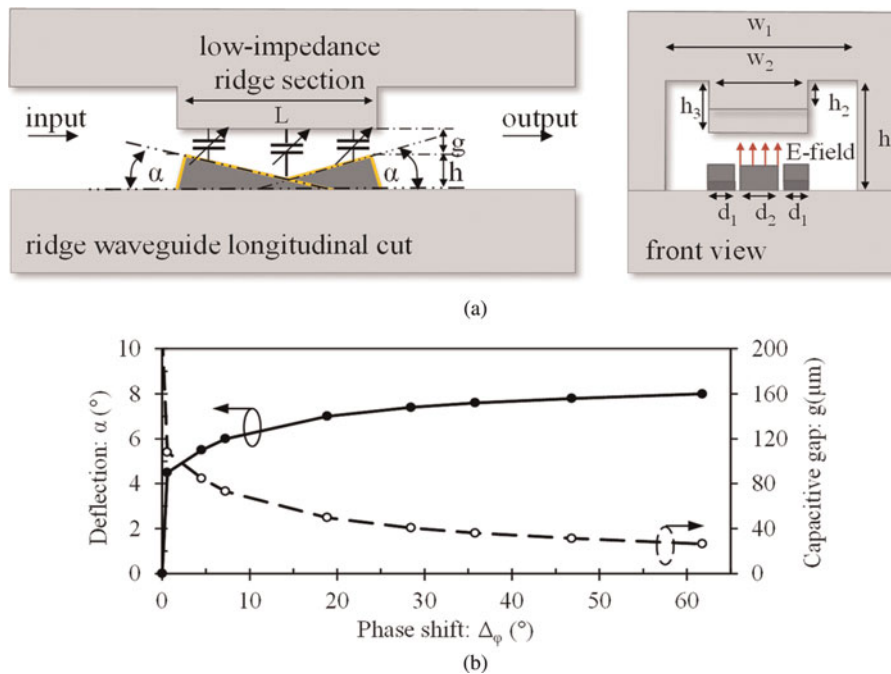 low-impedance
ridge section
L
input
output
g
h
α
α
ridge waveguide longitudinal cut
w₁
w₂
h₃
h₂
h
E-field
d₁
d₂
d₁
front view
(a)
10
8
6
4
2
0
Deflection: α (°)
200
160
120
80
40
0
Capacitive gap: g(μm)
0
10
20
30
40
50
60
Phase shift: Δφ (°)
(b)